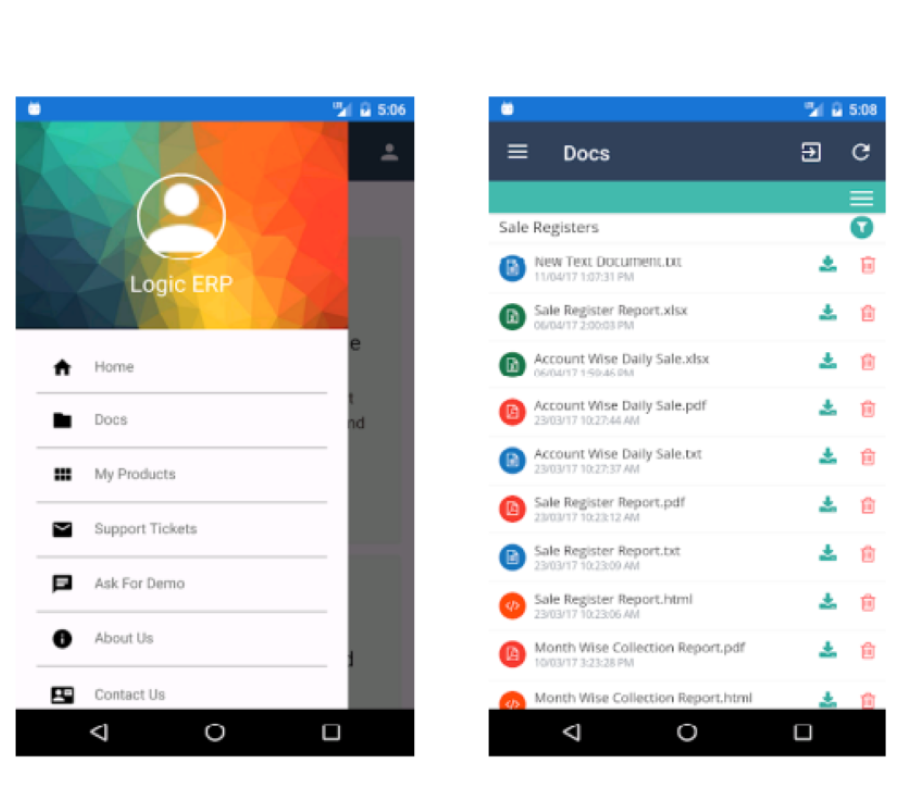 LTE 5:06
Logic ERP
Home
Docs
My Products
Support Tickets
Ask For Demo
About Us
Contact Us
e
t
nd
d
LTE 5:08
Docs
Sale Registers
New Text Document.txt
11/04/17 1:07:31 PM
Sale Register Report.xlsx
06/04/17 2:00:03 PM
Account Wise Daily Sale.xlsx
06/04/17 1:59:46 PM
Account Wise Daily Sale.pdf
23/03/17 10:27:44 AM
Account Wise Daily Sale.txt
23/03/17 10:27:37 AM
Sale Register Report.pdf
23/03/17 10:23:12 AM
Sale Register Report.txt
23/03/17 10:23:09 AM
Sale Register Report.html
23/03/17 10:23:06 AM
Month Wise Collection Report.pdf
10/03/17 3:23:28 PM
Month Wise Collection Report.html